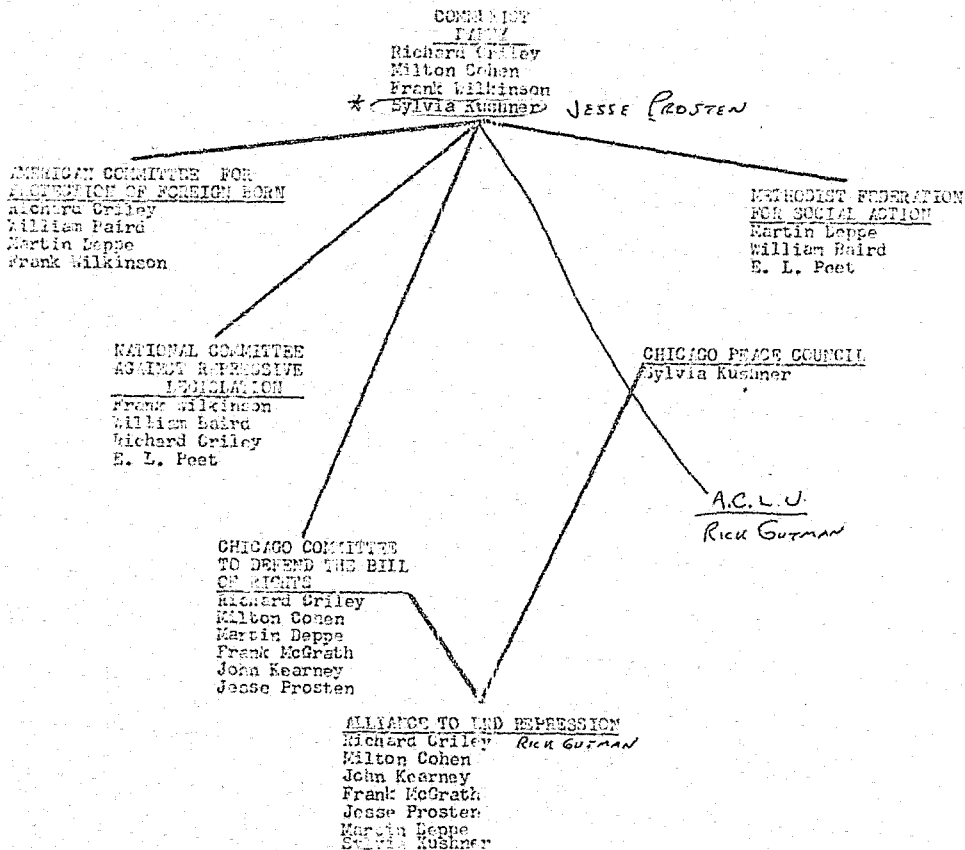 COMMUNIST
PARTY
Richard Criley
Milton Cohen
Frank Wilkinson
* Sylvia Kushner JESSE PROSTEN
AMERICAN COMMITTEE FOR
PROTECTION OF FOREIGN BORN
Richard Criley
William Baird
Martin Deppe
Frank Wilkinson
METHODIST FEDERATION
FOR SOCIAL ACTION
Martin Deppe
William Baird
E. L. Peet
NATIONAL COMMITTEE
AGAINST REPRESSIVE
LEGISLATION
Frank Wilkinson
William Baird
Richard Criley
E. L. Peet
CHICAGO PEACE COUNCIL
Sylvia Kushner
A.C.L.U.
RICK GUTMAN
CHICAGO COMMITTEE
TO DEFEND THE BILL
OF RIGHTS
Richard Criley
Milton Cohen
Martin Deppe
Frank McGrath
John Kearney
Jesse Prosten
ALLIANCE TO END REPRESSION
Richard Criley RICK GUTMAN
Milton Cohen
John Kearney
Frank McGrath
Jesse Prosten
Martin Deppe
Sylvia Kushner